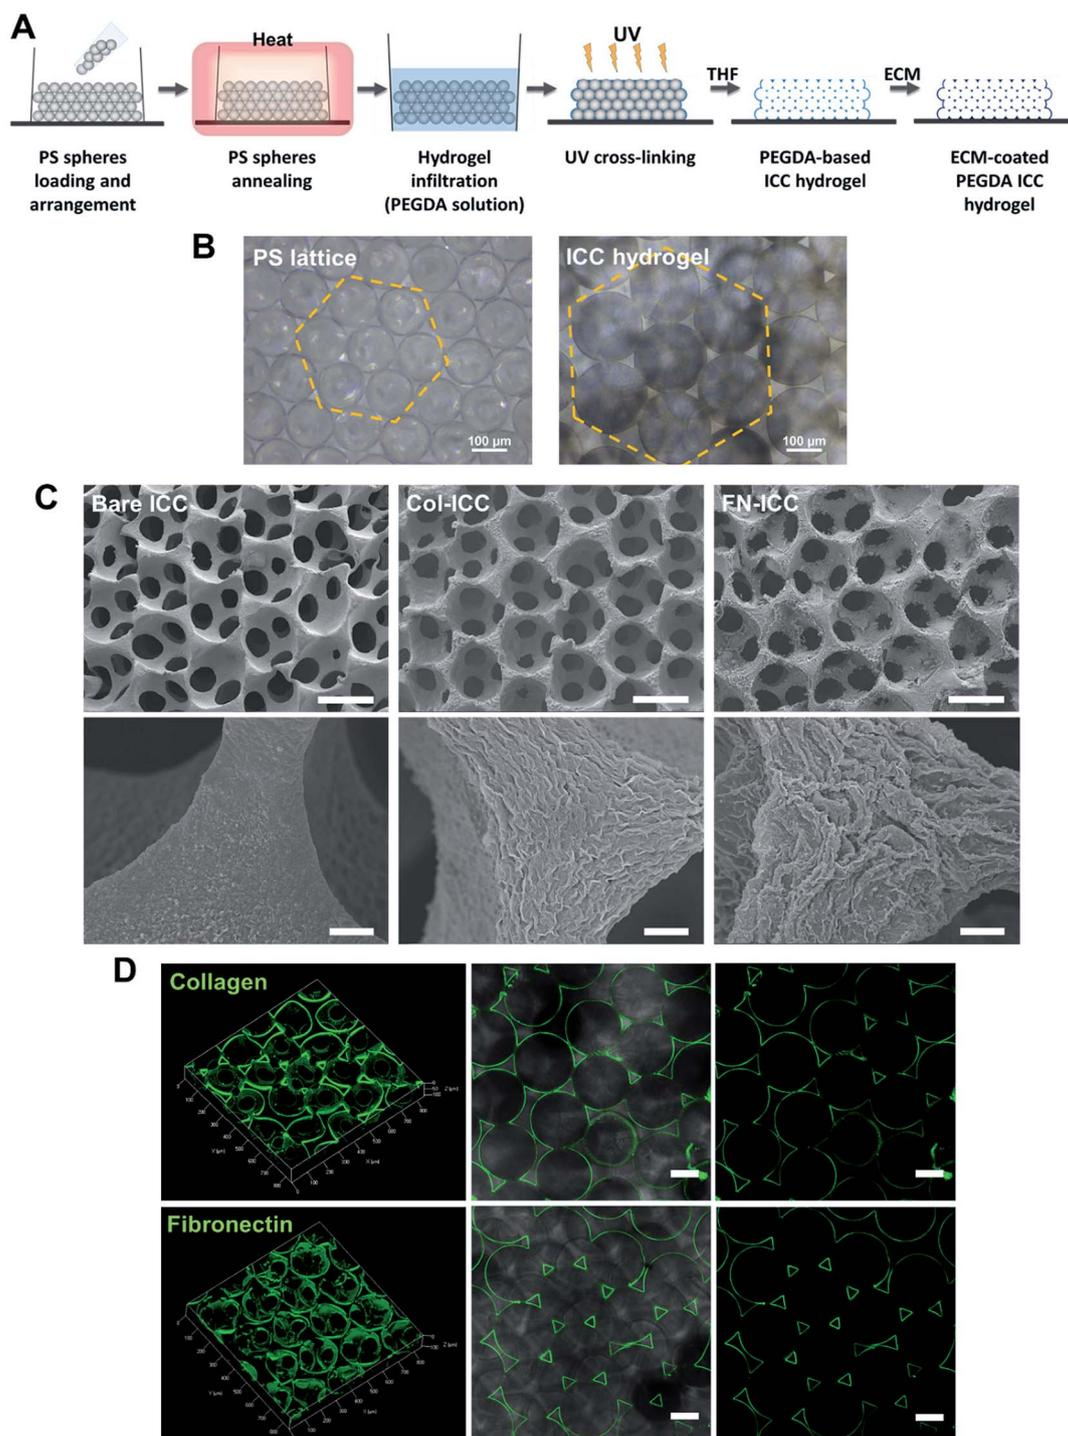 A
Heat
UV
THF
ECM
PS spheres
loading and
arrangement
PS spheres
annealing
Hydrogel
infiltration
(PEGDA solution)
UV cross-linking
PEGDA-based
ICC hydrogel
ECM-coated
PEGDA ICC
hydrogel
B
PS lattice
100 μm
ICC hydrogel
100 μm
C
Bare ICC
Col-ICC
FN-ICC
D
Collagen
Fibronectin